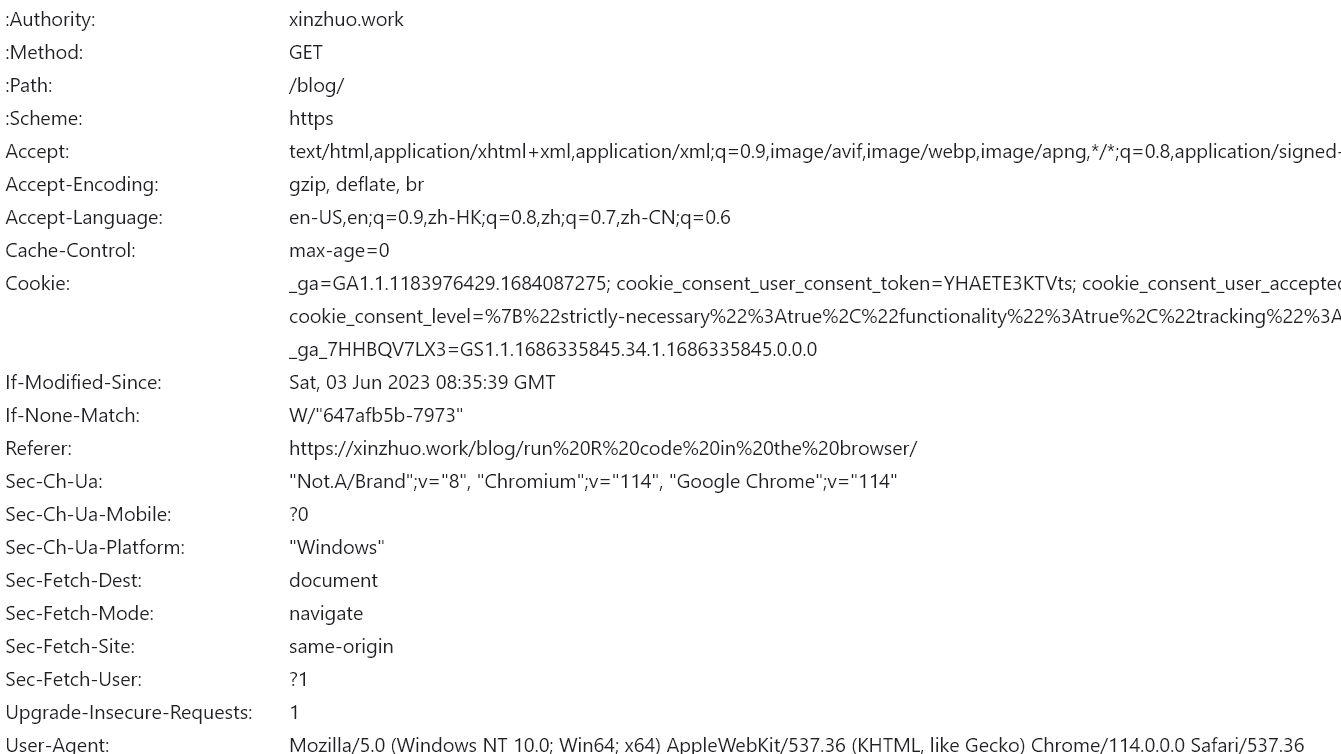 :Authority: xinzhuo.work
:Method: GET
:Path: /blog/
:Scheme: https
Accept: text/html,application/xhtml+xml,application/xml;q=0.9,image/avif,image/webp,image/apng,*/*;q=0.8,application/signed-
Accept-Encoding: gzip, deflate, br
Accept-Language: en-US,en;q=0.9,zh-HK;q=0.8,zh;q=0.7,zh-CN;q=0.6
Cache-Control: max-age=0
Cookie: _ga=GA1.1.1183976429.1684087275; cookie_consent_user_consent_token=YHAETE3KTVts; cookie_consent_user_accepted
cookie_consent_level=%7B%22strictly-necessary%22%3Atrue%2C%22functionality%22%3Atrue%2C%22tracking%22%3A
_ga_7HHBQV7LX3=GS1.1.1686335845.34.1.1686335845.0.0.0
If-Modified-Since: Sat, 03 Jun 2023 08:35:39 GMT
If-None-Match: W/"647afb5b-7973"
Referer: https://xinzhuo.work/blog/run%20R%20code%20in%20the%20browser/
Sec-Ch-Ua: "Not.A/Brand";v="8", "Chromium";v="114", "Google Chrome";v="114"
Sec-Ch-Ua-Mobile: ?0
Sec-Ch-Ua-Platform: "Windows"
Sec-Fetch-Dest: document
Sec-Fetch-Mode: navigate
Sec-Fetch-Site: same-origin
Sec-Fetch-User: ?1
Upgrade-Insecure-Requests: 1
User-Agent: Mozilla/5.0 (Windows NT 10.0; Win64; x64) AppleWebKit/537.36 (KHTML, like Gecko) Chrome/114.0.0.0 Safari/537.36